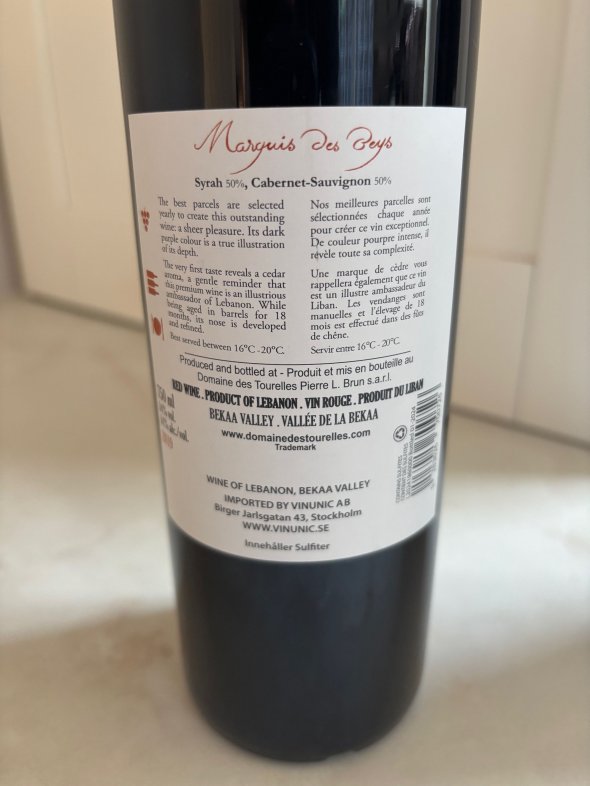 Marquis Des Beys
Syrah 50%, Cabernet-Sauvignon 50%
The best parcels are selected
yearly to create this outstanding
wine: a sheer pleasure. Its dark
purple colour is a true illustration
of its depth.
The very first taste reveals a cedar
aroma, a gentle reminder that
this premium wine is an illustrious
ambassador of Lebanon. While
being aged in barrels for 18
months, its nose is developed
and refined.
Best served between 16°C -20°C.
Nos meilleures parcelles sont
sélectionnées chaque année
pour créer ce vin exceptionnel.
De couleur pourpre intense, il
révèle toute sa complexité.
Une marque de cèdre vous
rappellera également que ce vin
est un illustre ambassadeur du
Liban. Les vendanges sont
manuelles et l'élevage de 18
mois est effectué dans des fûts
de chêne.
Servir entre 16°C - 20°C.
Produced and bottled at - Produit et mis en bouteille au
Domaine des Tourelles Pierre L. Brun s.a.r.l.
RED WINE . PRODUCT OF LEBANON . VIN ROUGE . PRODUIT DU LIBAN
BEKAA VALLEY . VALLÉE DE LA BEKAA
www.domainedestourelles.com
Trademark
750 ml
WINE OF LEBANON, BEKAA VALLEY
IMPORTED BY VINUNIC AB
Birger Jarlsgatan 43, Stockholm
WWW.VINUNIC.SE
Innehåller Sulfiter
CONTAINS SULFITES
CONTIENT DES SULFITES